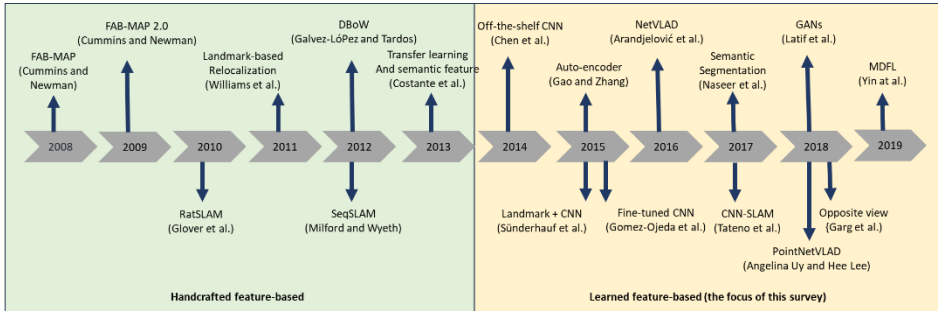 FAB-MAP
(Cummins and
Newman)
FAB-MAP 2.0
(Cummins and Newman)
Landmark-based
Relocalization
(Williams et al.)
DBoW
(Galvez-LóPez and Tardos)
Transfer learning
And semantic feature
(Costante et al.)
Off-the-shelf CNN
(Chen et al.)
Auto-encoder
(Gao and Zhang)
NetVLAD
(Arandjelović et al.)
Semantic
Segmentation
(Naseer et al.)
GANs
(Latif et al.)
MDFL
(Yin at al.)
2008
2009
2010
2011
2012
2013
2014
2015
2016
2017
2018
2019
RatSLAM
(Glover et al.)
SeqSLAM
(Milford and Wyeth)
Landmark + CNN
(Sünderhauf et al.)
Fine-tuned CNN
(Gomez-Ojeda et al.)
CNN-SLAM
(Tateno et al.)
Opposite view
{Garg et al.)
PointNetVLAD
(Angelina Uy and Hee Lee)
Handcrafted feature-based
Learned feature-based (the focus of this survey)